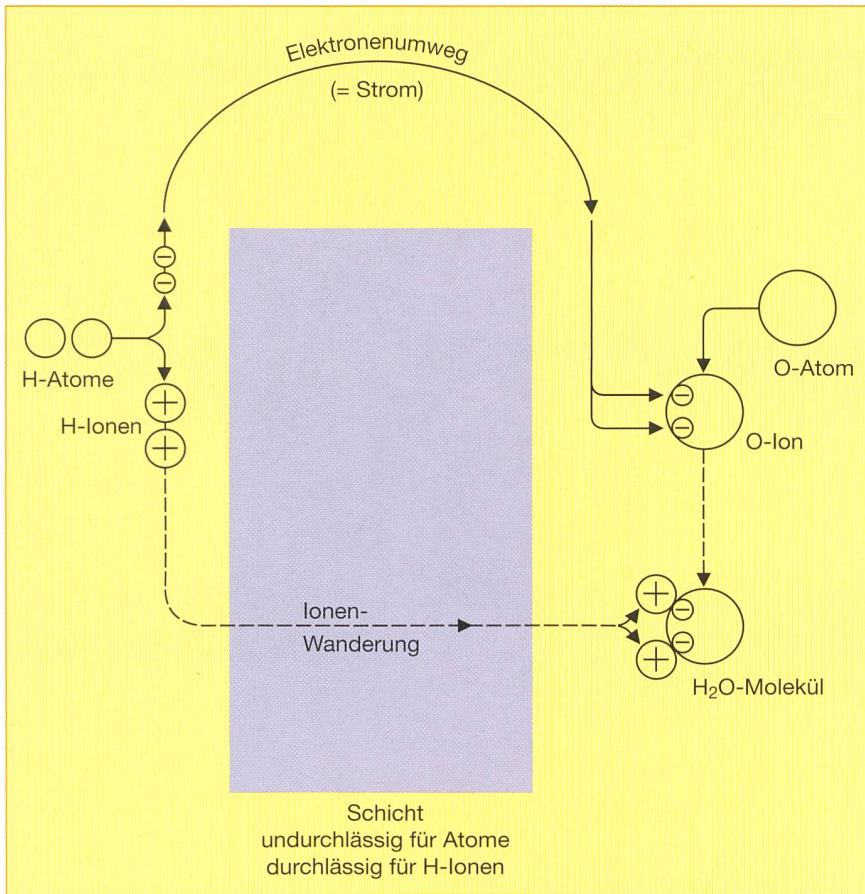 Elektronenumweg
(= Strom)
H-Atome
O-Atom
H-Ionen
O-Ion
Ionen-
Wanderung
H₂O-Molekül
Schicht
undurchlässig für Atome
durchlässig für H-Ionen